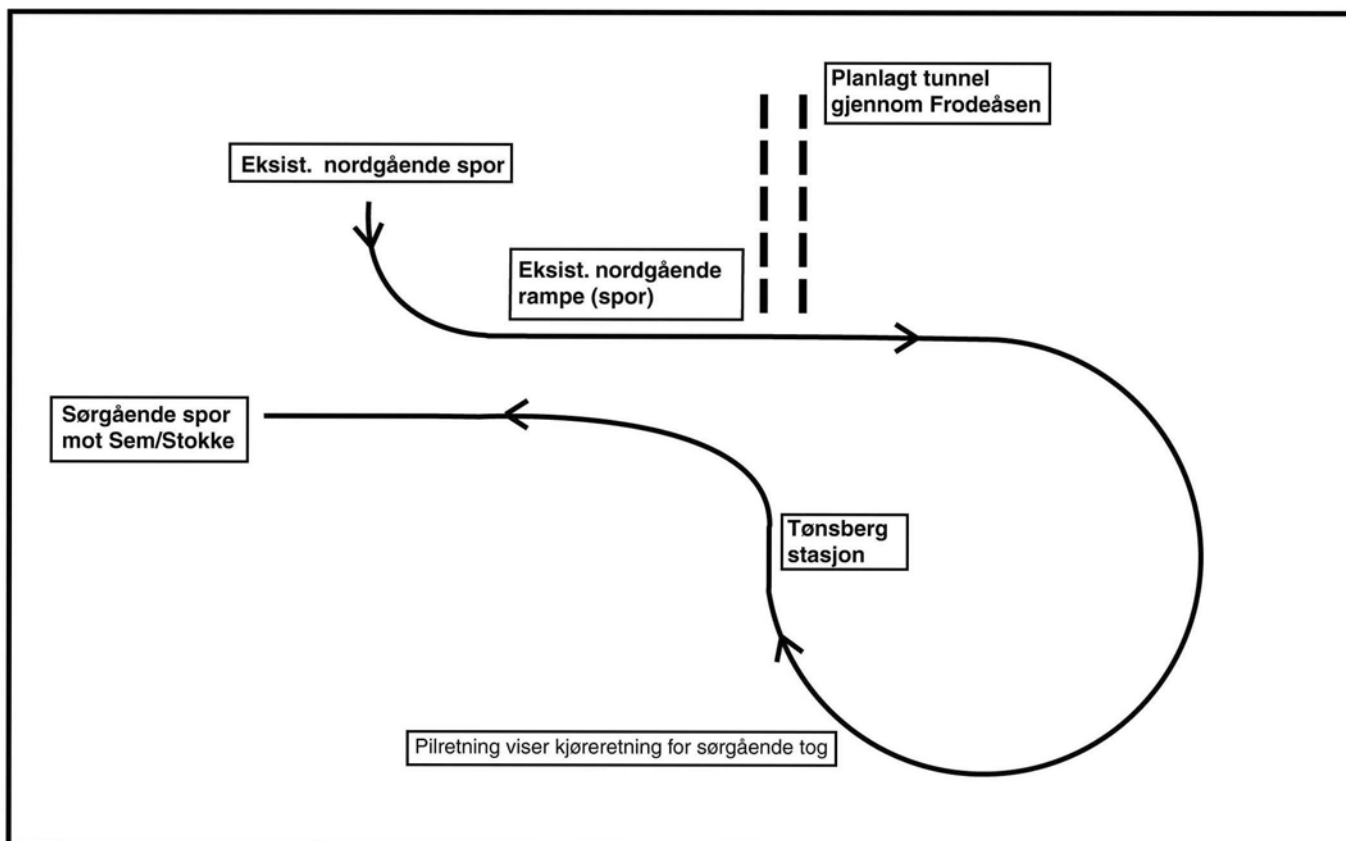 Planlagt tunnel
gjennom Frodeåsen
Eksist. nordgående spor
Eksist. nordgående
rampe (spor)
Sørgående spor
mot Sem/Stokke
Tønsberg
stasjon
Pilretning viser kjøreretning for sørgående tog